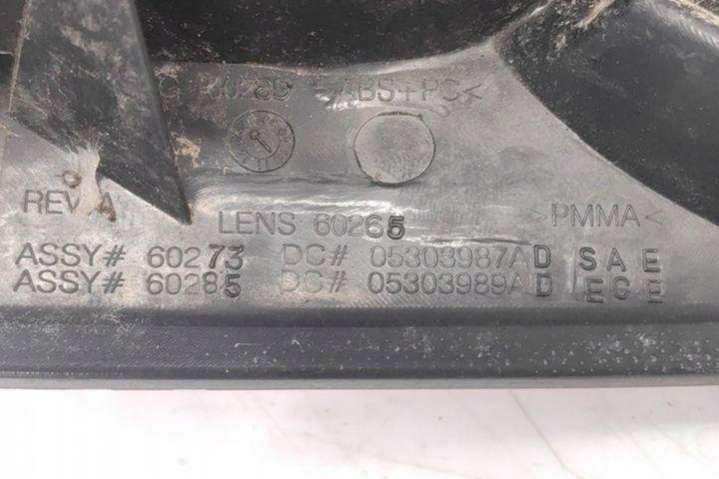 >ABS+PC<
REV A
LENS 60265 >PMMA<
ASSY# 60273 DC# 05303987AD SAE
ASSY# 60285 DC# 05303989AD ECE